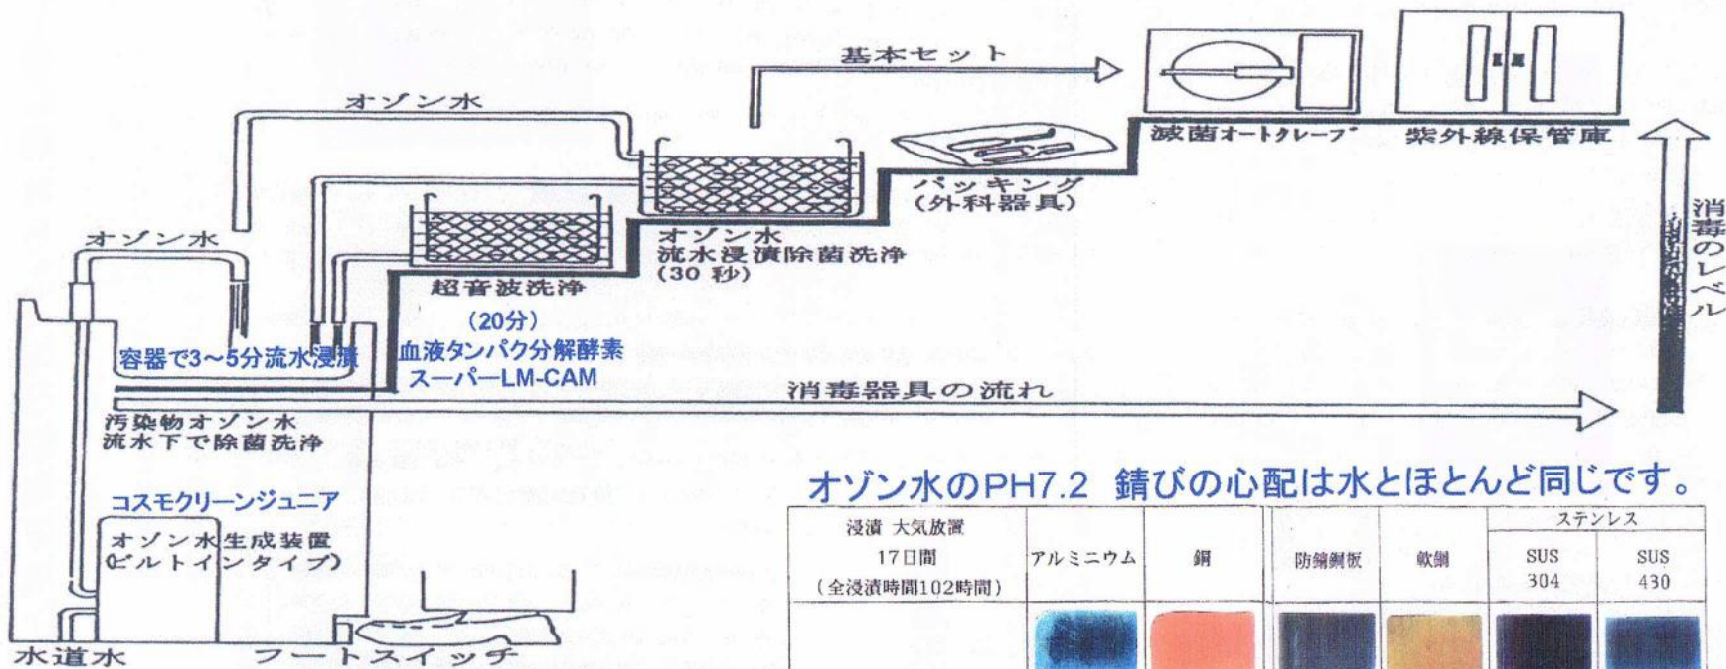 基本セット
オゾン水
滅菌オートクレーブ
紫外線保管庫
パッキング
(外科器具)
消毒のレベル
オゾン水
オゾン水
流水浸漬除菌洗浄
(30 秒)
超音波洗浄
(20分)
血液タンパク分解酵素
スーパーLM-CAM
容器で3～5分流水浸漬
消毒器具の流れ
汚染物オゾン水
流水下で除菌洗浄
コスモクリーンジュニア
オゾン水生成装置
(ビルトインタイプ)
水道水
フートスイッチ
オゾン水のPH7.2 錆びの心配は水とほとんど同じです。
浸漬 大気放置
17日間
(全浸漬時間102時間)
アルミニウム
銅
防錆鋼板
軟鋼
ステンレス
SUS
304
SUS
430